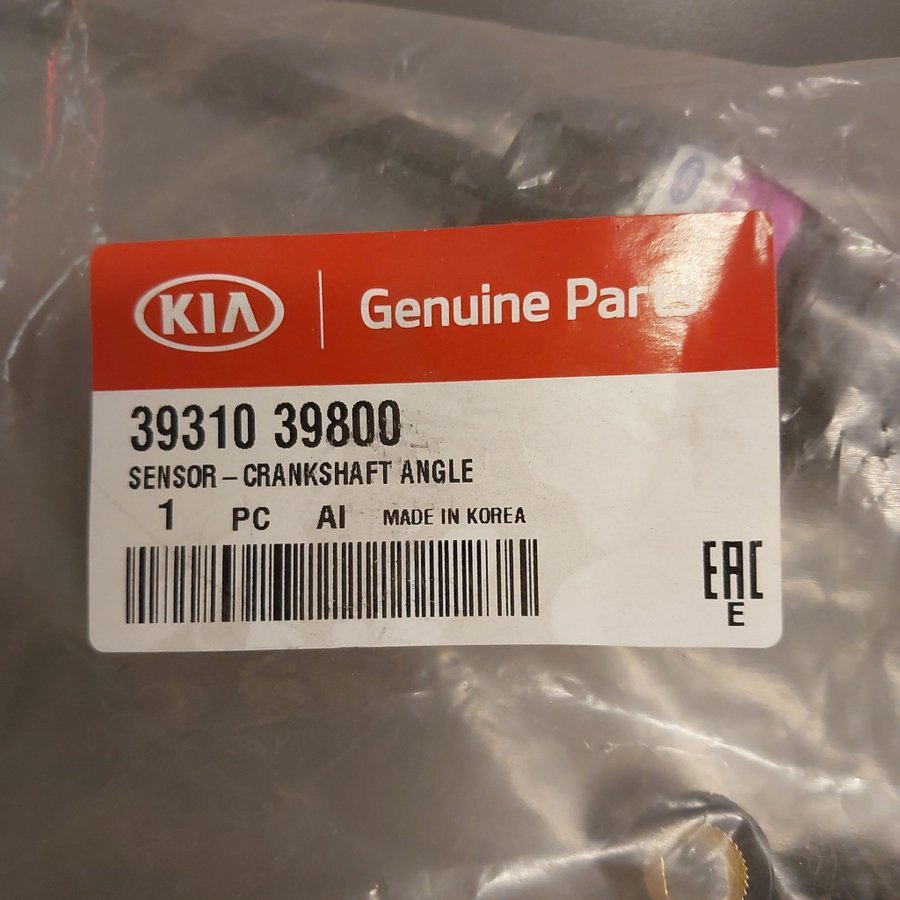 KIA Genuine Parts
39310 39800
SENSOR – CRANKSHAFT ANGLE
1 PC AI MADE IN KOREA
EAC
E